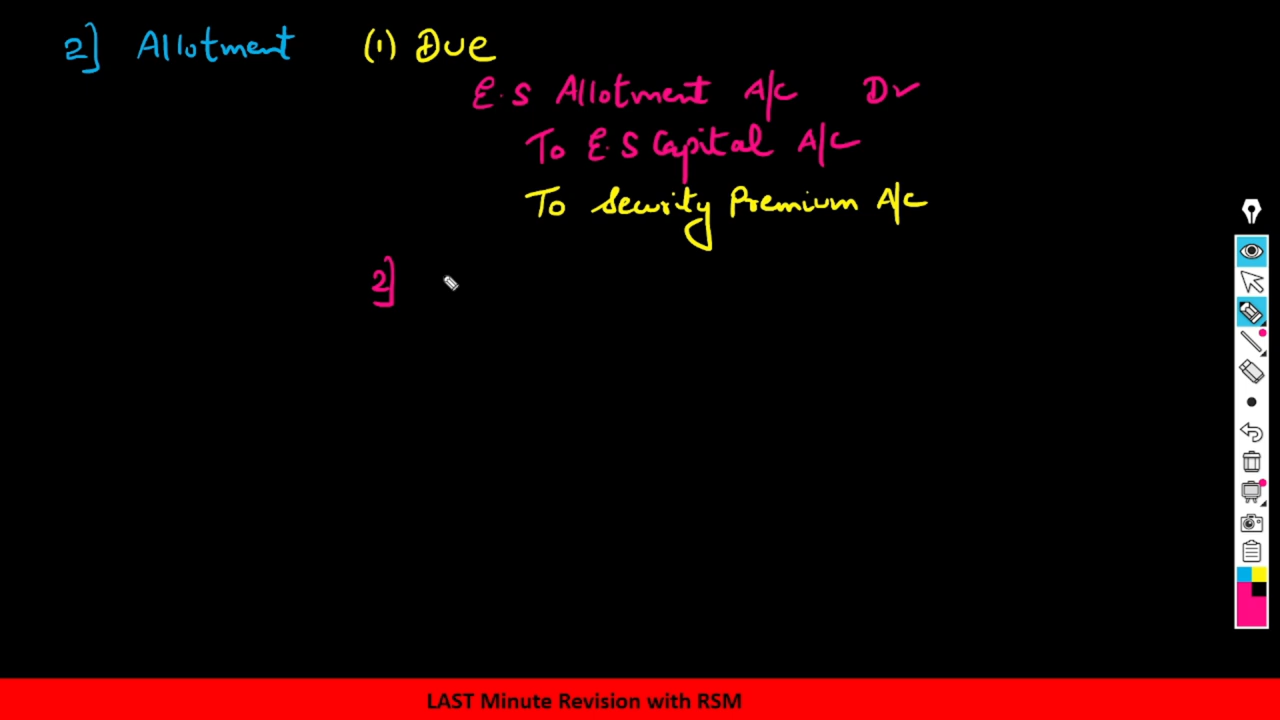 2] Allotment (1) Due
E.S Allotment A/c Dr
To E.S Capital A/c
To Security Premium A/c
2]
LAST Minute Revision with RSM